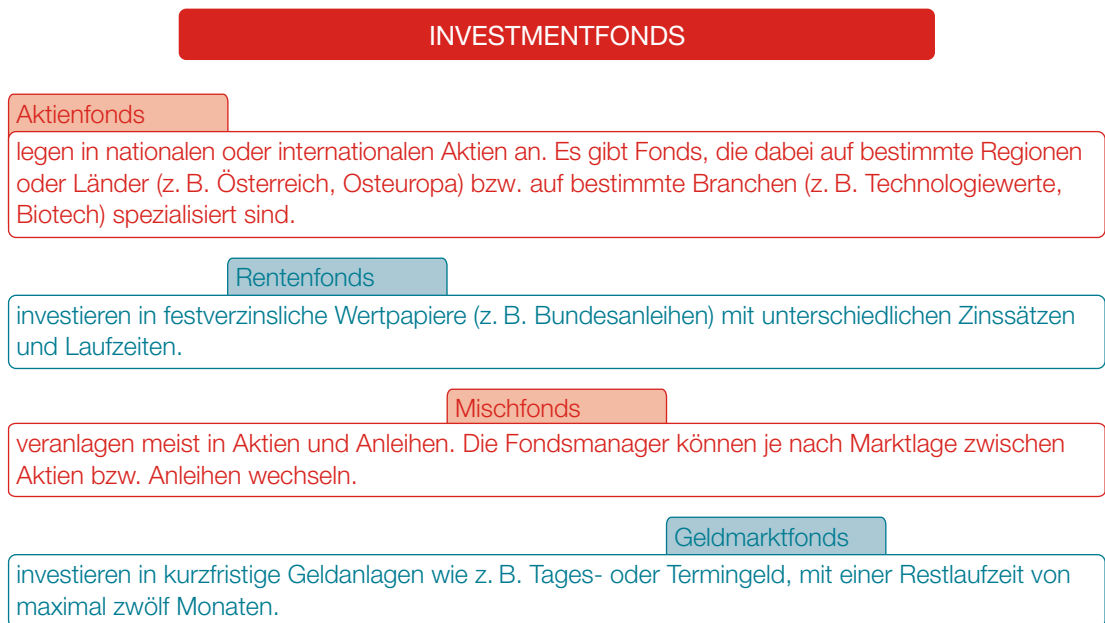 INVESTMENTFONDS
Aktienfonds
legen in nationalen oder internationalen Aktien an. Es gibt Fonds, die dabei auf bestimmte Regionen
oder Länder (z. B. Österreich, Osteuropa) bzw. auf bestimmte Branchen (z. B. Technologiewerte,
Biotech) spezialisiert sind.
Rentenfonds
investieren in festverzinsliche Wertpapiere (z. B. Bundesanleihen) mit unterschiedlichen Zinssätzen
und Laufzeiten.
Mischfonds
veranlagen meist in Aktien und Anleihen. Die Fondsmanager können je nach Marktlage zwischen
Aktien bzw. Anleihen wechseln.
Geldmarktfonds
investieren in kurzfristige Geldanlagen wie z. B. Tages- oder Termingeld, mit einer Restlaufzeit von
maximal zwölf Monaten.